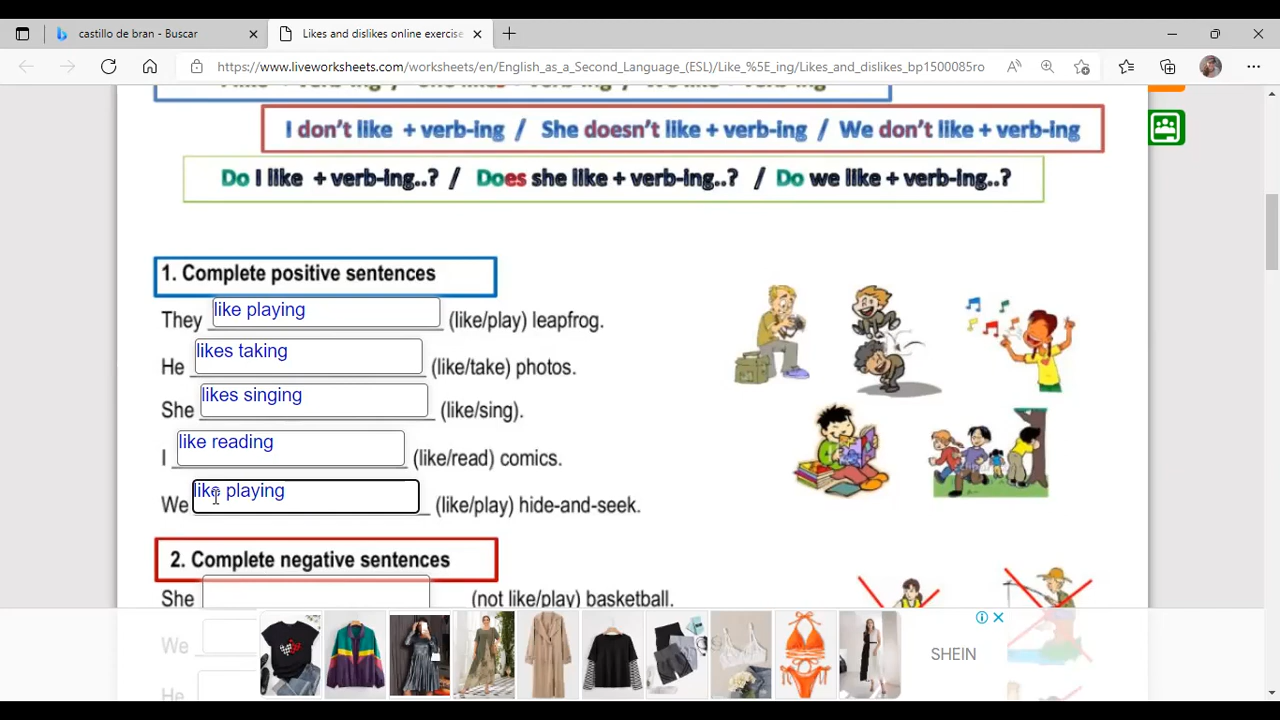 castillo de bran - Buscar
Likes and dislikes online exercise
https://www.liveworksheets.com/worksheets/en/English_as_a_Second_Language_(ESL)/Like_%5E_ing/Likes_and_dislikes_bp1500085ro
I don't like + verb-ing / She doesn't like + verb-ing / We don't like + verb-ing
Do I like + verb-ing..? / Does she like + verb-ing..? / Do we like + verb-ing..?
1. Complete positive sentences
They like playing (like/play) leapfrog.
He likes taking (like/take) photos.
She likes singing (like/sing).
I like reading (like/read) comics.
We like playing (like/play) hide-and-seek.
2. Complete negative sentences
She (not like/play) basketball.
We
He
SHEIN